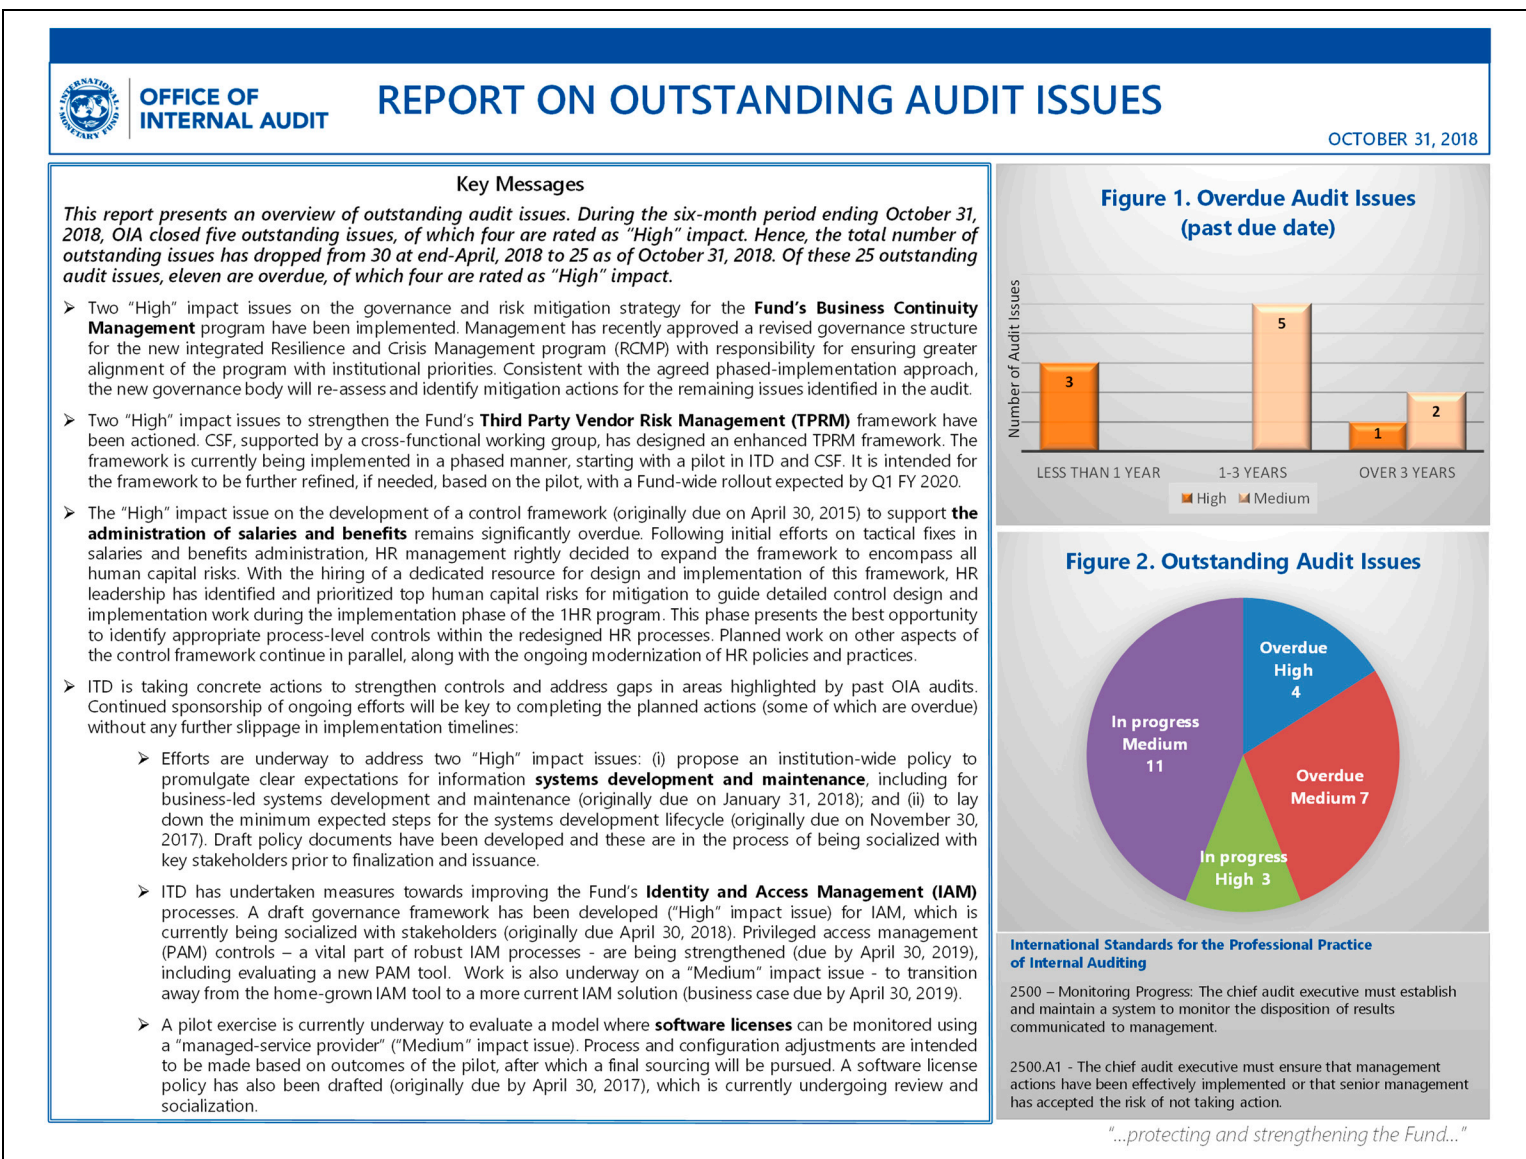 INTERNATIONAL MONETARY FUND
OFFICE OF
INTERNAL AUDIT
REPORT ON OUTSTANDING AUDIT ISSUES
OCTOBER 31, 2018
Key Messages
This report presents an overview of outstanding audit issues. During the six-month period ending October 31,
2018, OIA closed five outstanding issues, of which four are rated as “High” impact. Hence, the total number of
outstanding issues has dropped from 30 at end-April, 2018 to 25 as of October 31, 2018. Of these 25 outstanding
audit issues, eleven are overdue, of which four are rated as “High” impact.
➢ Two “High” impact issues on the governance and risk mitigation strategy for the Fund’s Business Continuity
Management program have been implemented. Management has recently approved a revised governance structure
for the new integrated Resilience and Crisis Management program (RCMP) with responsibility for ensuring greater
alignment of the program with institutional priorities. Consistent with the agreed phased-implementation approach,
the new governance body will re-assess and identify mitigation actions for the remaining issues identified in the audit.
➢ Two “High” impact issues to strengthen the Fund’s Third Party Vendor Risk Management (TPRM) framework have
been actioned. CSF, supported by a cross-functional working group, has designed an enhanced TPRM framework. The
framework is currently being implemented in a phased manner, starting with a pilot in ITD and CSF. It is intended for
the framework to be further refined, if needed, based on the pilot, with a Fund-wide rollout expected by Q1 FY 2020.
➢ The “High” impact issue on the development of a control framework (originally due on April 30, 2015) to support the
administration of salaries and benefits remains significantly overdue. Following initial efforts on tactical fixes in
salaries and benefits administration, HR management rightly decided to expand the framework to encompass all
human capital risks. With the hiring of a dedicated resource for design and implementation of this framework, HR
leadership has identified and prioritized top human capital risks for mitigation to guide detailed control design and
implementation work during the implementation phase of the 1HR program. This phase presents the best opportunity
to identify appropriate process-level controls within the redesigned HR processes. Planned work on other aspects of
the control framework continue in parallel, along with the ongoing modernization of HR policies and practices.
➢ ITD is taking concrete actions to strengthen controls and address gaps in areas highlighted by past OIA audits.
Continued sponsorship of ongoing efforts will be key to completing the planned actions (some of which are overdue)
without any further slippage in implementation timelines:
➢ Efforts are underway to address two “High” impact issues: (i) propose an institution-wide policy to
promulgate clear expectations for information systems development and maintenance, including for
business-led systems development and maintenance (originally due on January 31, 2018); and (ii) to lay
down the minimum expected steps for the systems development lifecycle (originally due on November 30,
2017). Draft policy documents have been developed and these are in the process of being socialized with
key stakeholders prior to finalization and issuance.
➢ ITD has undertaken measures towards improving the Fund’s Identity and Access Management (IAM)
processes. A draft governance framework has been developed (“High” impact issue) for IAM, which is
currently being socialized with stakeholders (originally due April 30, 2018). Privileged access management
(PAM) controls – a vital part of robust IAM processes - are being strengthened (due by April 30, 2019),
including evaluating a new PAM tool. Work is also underway on a “Medium” impact issue - to transition
away from the home-grown IAM tool to a more current IAM solution (business case due by April 30, 2019).
➢ A pilot exercise is currently underway to evaluate a model where software licenses can be monitored using
a “managed-service provider” (“Medium” impact issue). Process and configuration adjustments are intended
to be made based on outcomes of the pilot, after which a final sourcing will be pursued. A software license
policy has also been drafted (originally due by April 30, 2017), which is currently undergoing review and
socialization.
Figure 1. Overdue Audit Issues
(past due date)
Number of Audit Issues
3
5
1
2
LESS THAN 1 YEAR
1-3 YEARS
OVER 3 YEARS
High
Medium
Figure 2. Outstanding Audit Issues
Overdue
High
4
In progress
Medium
11
Overdue
Medium 7
In progress
High 3
International Standards for the Professional Practice
of Internal Auditing
2500 – Monitoring Progress: The chief audit executive must establish
and maintain a system to monitor the disposition of results
communicated to management.
2500.A1 - The chief audit executive must ensure that management
actions have been effectively implemented or that senior management
has accepted the risk of not taking action.
“...protecting and strengthening the Fund...”